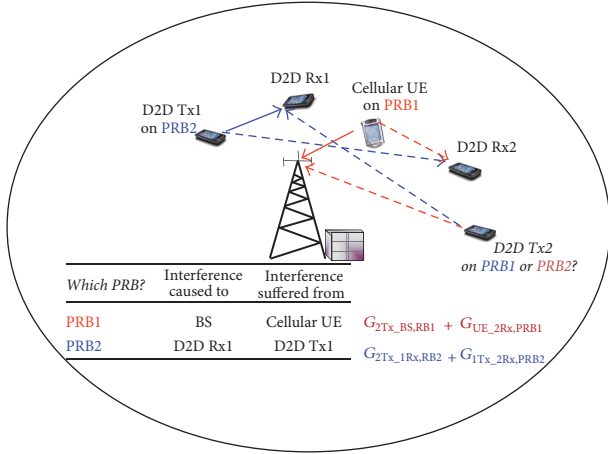 D2D Rx1
Cellular UE
on PRB1
D2D Tx1
on PRB2
D2D Rx2
D2D Tx2
on PRB1 or PRB2?
Which PRB? Interference caused to Interference suffered from
PRB1 BS Cellular UE G2Tx_BS,RB1 + GUE_2Rx,PRB1
PRB2 D2D Rx1 D2D Tx1 G2Tx_1Rx,RB2 + G1Tx_2Rx,PRB2